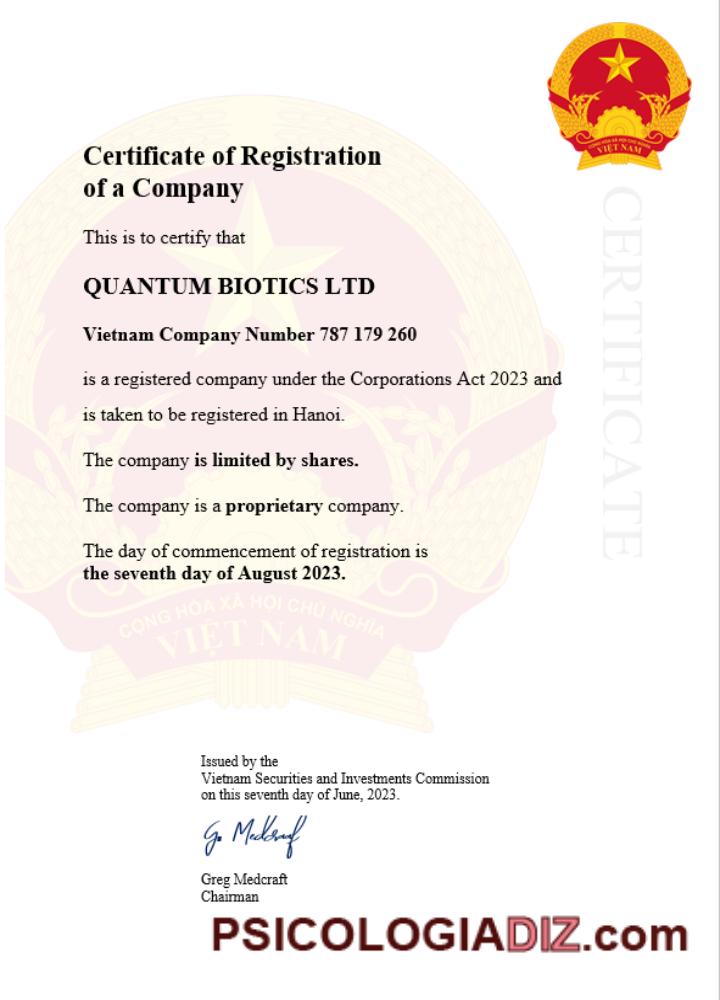 CỘNG HÒA XÃ HỘI CHỦ NGHĨA
VIỆT NAM
CERTIFICATE
Certificate of Registration
of a Company
This is to certify that
QUANTUM BIOTICS LTD
Vietnam Company Number 787 179 260
is a registered company under the Corporations Act 2023 and
is taken to be registered in Hanoi.
The company is limited by shares.
The company is a proprietary company.
The day of commencement of registration is
the seventh day of August 2023.
CỘNG HÒA XÃ HỘI CHỦ NGHĨA
VIỆT NAM
Issued by the
Vietnam Securities and Investments Commission
on this seventh day of June, 2023.
G. Medcraft
Greg Medcraft
Chairman
PSICOLOGIADIZ.com